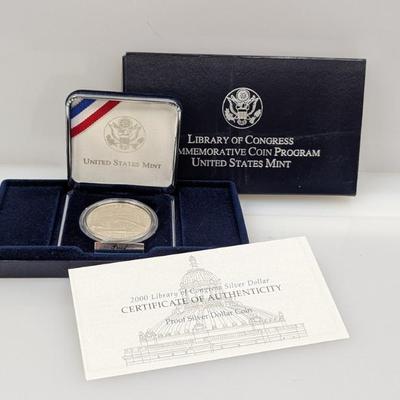 LIBRARY OF CONGRESS
COMMEMORATIVE COIN PROGRAM
UNITED STATES MINT
UNITED STATES MINT
2000 Library of Congress Silver Dollar
CERTIFICATE OF AUTHENTICITY
Proof Silver Dollar Coin